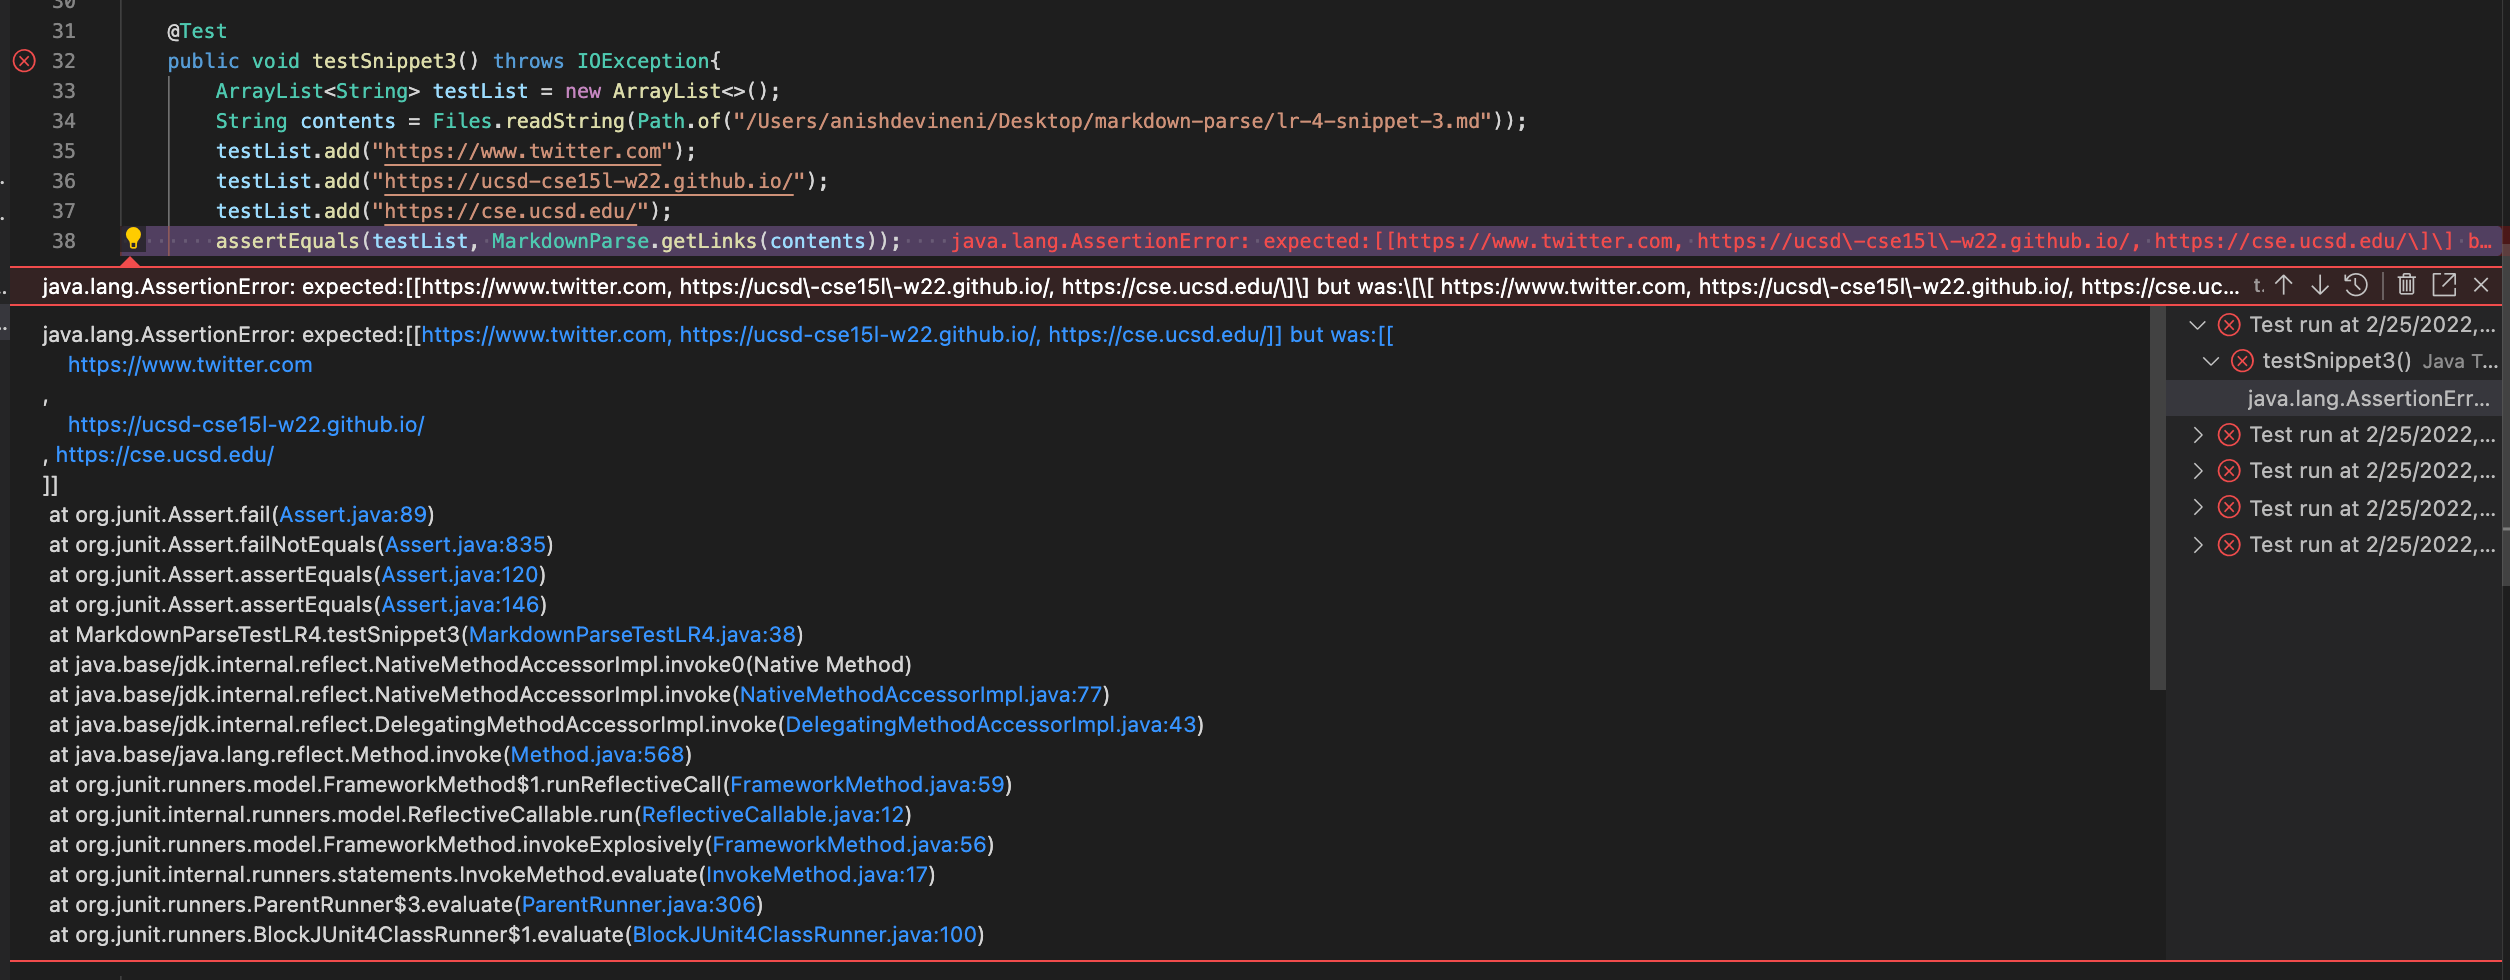 30
31 @Test
32 public void testSnippet3() throws IOException{
33 ArrayList<String> testList = new ArrayList<>();
34 String contents = Files.readString(Path.of("/Users/anishdevineni/Desktop/markdown-parse/lr-4-snippet-3.md"));
35 testList.add("https://www.twitter.com");
36 testList.add("https://ucsd-cse15l-w22.github.io/");
37 testList.add("https://cse.ucsd.edu/");
38 assertEquals(testList, MarkdownParse.getLinks(contents)); java.lang.AssertionError: expected:[[https://www.twitter.com, https://ucsd\-cse15l\-w22.github.io/, https://cse.ucsd.edu/\]\] b…
java.lang.AssertionError: expected:[[https://www.twitter.com, https://ucsd\-cse15l\-w22.github.io/, https://cse.ucsd.edu/\]\] but was:\[\[ https://www.twitter.com, https://ucsd\-cse15l\-w22.github.io/, https://cse.uc... t.
java.lang.AssertionError: expected:[[https://www.twitter.com, https://ucsd-cse15l-w22.github.io/, https://cse.ucsd.edu/]] but was:[[
https://www.twitter.com
,
https://ucsd-cse15l-w22.github.io/
, https://cse.ucsd.edu/
]]
at org.junit.Assert.fail(Assert.java:89)
at org.junit.Assert.failNotEquals(Assert.java:835)
at org.junit.Assert.assertEquals(Assert.java:120)
at org.junit.Assert.assertEquals(Assert.java:146)
at MarkdownParseTestLR4.testSnippet3(MarkdownParseTestLR4.java:38)
at java.base/jdk.internal.reflect.NativeMethodAccessorImpl.invoke0(Native Method)
at java.base/jdk.internal.reflect.NativeMethodAccessorImpl.invoke(NativeMethodAccessorImpl.java:77)
at java.base/jdk.internal.reflect.DelegatingMethodAccessorImpl.invoke(DelegatingMethodAccessorImpl.java:43)
at java.base/java.lang.reflect.Method.invoke(Method.java:568)
at org.junit.runners.model.FrameworkMethod$1.runReflectiveCall(FrameworkMethod.java:59)
at org.junit.internal.runners.model.ReflectiveCallable.run(ReflectiveCallable.java:12)
at org.junit.runners.model.FrameworkMethod.invokeExplosively(FrameworkMethod.java:56)
at org.junit.internal.runners.statements.InvokeMethod.evaluate(InvokeMethod.java:17)
at org.junit.runners.ParentRunner$3.evaluate(ParentRunner.java:306)
at org.junit.runners.BlockJUnit4ClassRunner$1.evaluate(BlockJUnit4ClassRunner.java:100)
Test run at 2/25/2022,...
testSnippet3() Java T...
java.lang.AssertionErr...
Test run at 2/25/2022,...
Test run at 2/25/2022,...
Test run at 2/25/2022,...
Test run at 2/25/2022,...